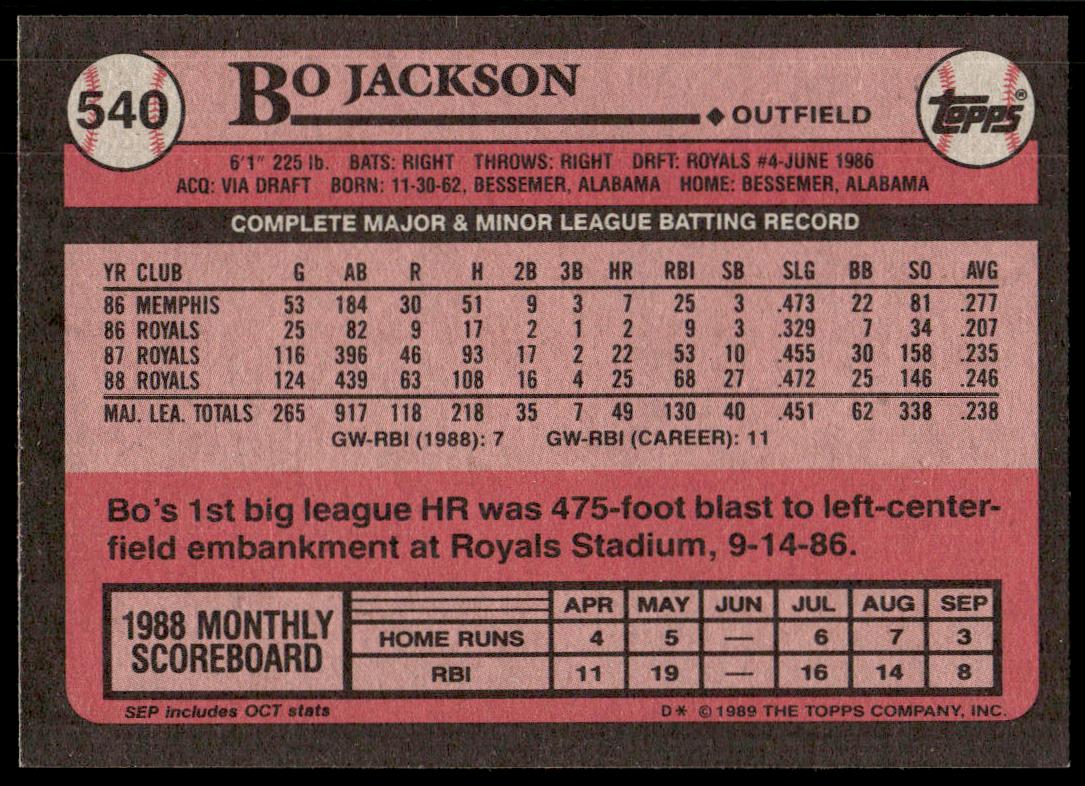 540
BO JACKSON
◆ OUTFIELD
topps®
6'1" 225 lb. BATS: RIGHT THROWS: RIGHT DRFT: ROYALS #4-JUNE 1986
ACQ: VIA DRAFT BORN: 11-30-62, BESSEMER, ALABAMA HOME: BESSEMER, ALABAMA
COMPLETE MAJOR & MINOR LEAGUE BATTING RECORD
YR CLUB G AB R H 2B 3B HR RBI SB SLG BB SO AVG
86 MEMPHIS 53 184 30 51 9 3 7 25 3 .473 22 81 .277
86 ROYALS 25 82 9 17 2 1 2 9 3 .329 7 34 .207
87 ROYALS 116 396 46 93 17 2 22 53 10 .455 30 158 .235
88 ROYALS 124 439 63 108 16 4 25 68 27 .472 25 146 .246
MAJ. LEA. TOTALS 265 917 118 218 35 7 49 130 40 .451 62 338 .238
GW-RBI (1988): 7 GW-RBI (CAREER): 11
Bo's 1st big league HR was 475-foot blast to left-center-
field embankment at Royals Stadium, 9-14-86.
1988 MONTHLY
SCOREBOARD
APR MAY JUN JUL AUG SEP
HOME RUNS 4 5 — 6 7 3
RBI 11 19 — 16 14 8
SEP includes OCT stats
D* © 1989 THE TOPPS COMPANY, INC.